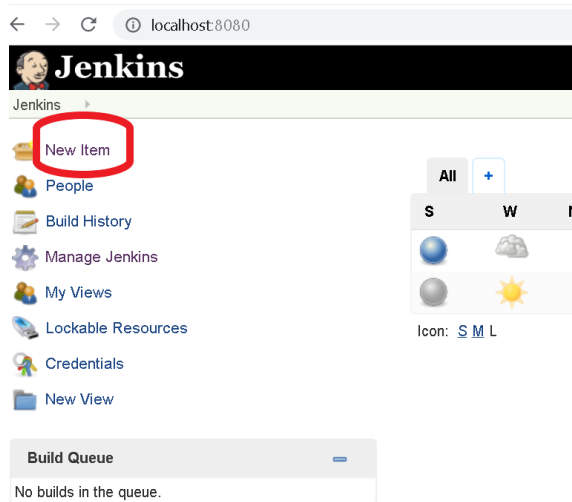 localhost:8080
Jenkins
Jenkins
New Item
People
Build History
Manage Jenkins
My Views
Lockable Resources
Credentials
New View
All +
S W
Icon: S M L
Build Queue
No builds in the queue.